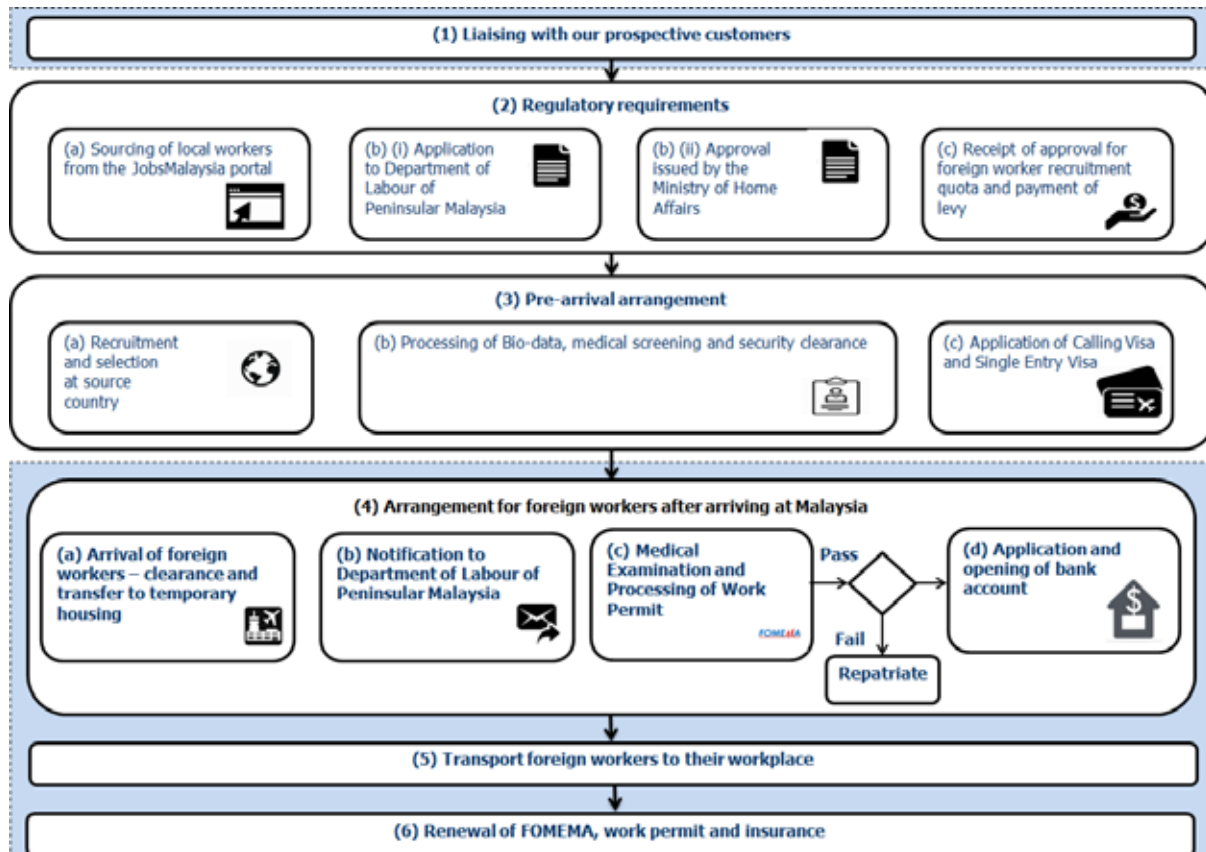 (1) Liaising with our prospective customers
(2) Regulatory requirements
(a) Sourcing of local workers
from the JobsMalaysia portal
(b) (i) Application
to Department of
Labour of
Peninsular Malaysia
(b) (ii) Approval
issued by the
Ministry of Home
Affairs
(c) Receipt of approval for
foreign worker recruitment
quota and payment of
levy
(3) Pre-arrival arrangement
(a) Recruitment
and selection
at source
country
(b) Processing of Bio-data, medical screening and security clearance
(c) Application of Calling Visa
and Single Entry Visa
(4) Arrangement for foreign workers after arriving at Malaysia
(a) Arrival of foreign
workers – clearance and
transfer to temporary
housing
(b) Notification to
Department of Labour of
Peninsular Malaysia
(c) Medical
Examination and
Processing of Work
Permit
FOMEMA
Pass
Fail
Repatriate
(d) Application and
opening of bank
account
(5) Transport foreign workers to their workplace
(6) Renewal of FOMEMA, work permit and insurance